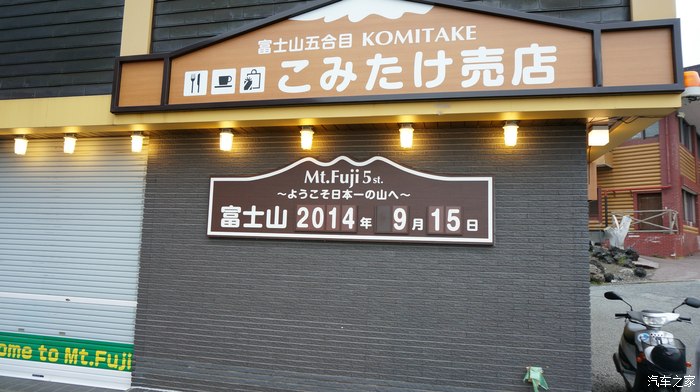 富士山五合目 KOMITAKE
こみたけ売店
Mt.Fuji 5 st.
～ようこそ日本一の山へ～
富士山 2014年 9月15日
ome to Mt.Fuji
汽车之家